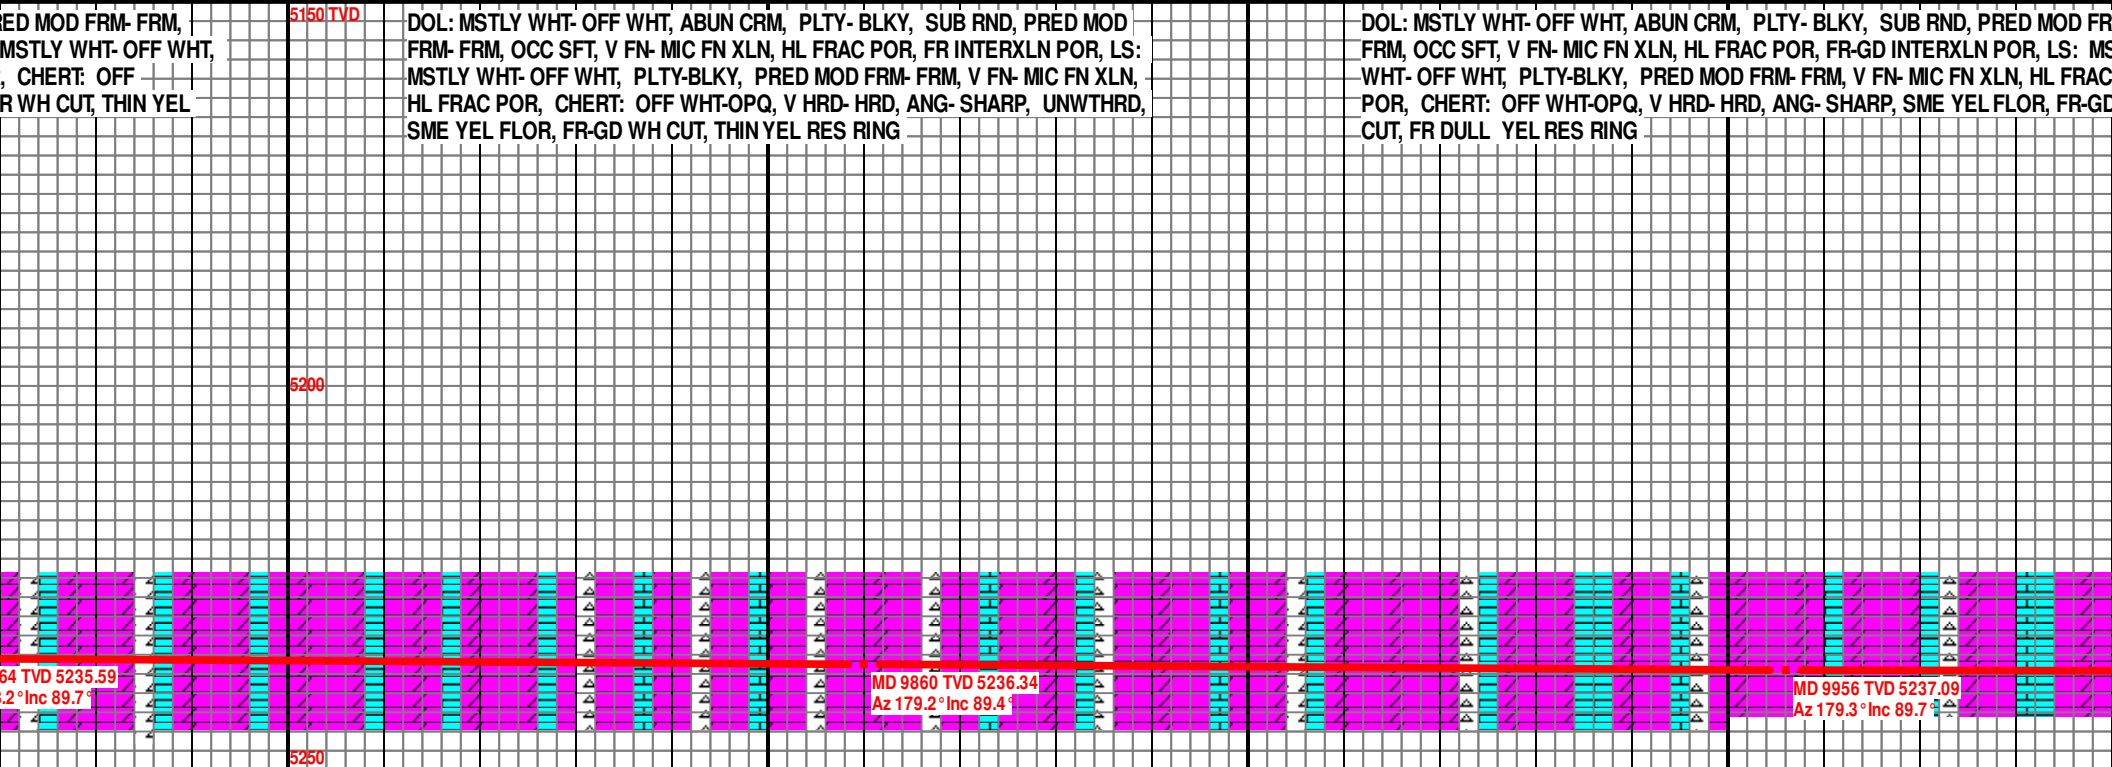 RED MOD FRM- FRM,
MSTLY WHT- OFF WHT,
, CHERT: OFF
R WH CUT, THIN YEL
5150 TVD
DOL: MSTLY WHT- OFF WHT, ABUN CRM, PLTY- BLKY, SUB RND, PRED MOD
FRM- FRM, OCC SFT, V FN- MIC FN XLN, HL FRAC POR, FR INTERXLN POR, LS:
MSTLY WHT- OFF WHT, PLTY-BLKY, PRED MOD FRM- FRM, V FN- MIC FN XLN,
HL FRAC POR, CHERT: OFF WHT-OPQ, V HRD- HRD, ANG- SHARP, UNWTHRD,
SME YEL FLOR, FR-GD WH CUT, THIN YEL RES RING
DOL: MSTLY WHT- OFF WHT, ABUN CRM, PLTY- BLKY, SUB RND, PRED MOD FR
FRM, OCC SFT, V FN- MIC FN XLN, HL FRAC POR, FR-GD INTERXLN POR, LS: MS
WHT- OFF WHT, PLTY-BLKY, PRED MOD FRM- FRM, V FN- MIC FN XLN, HL FRAC
POR, CHERT: OFF WHT-OPQ, V HRD- HRD, ANG- SHARP, SME YEL FLOR, FR-GD
CUT, FR DULL YEL RES RING
5200
64 TVD 5235.59
.2° Inc 89.7°
MD 9860 TVD 5236.34
Az 179.2° Inc 89.4°
MD 9956 TVD 5237.09
Az 179.3° Inc 89.7°
5250